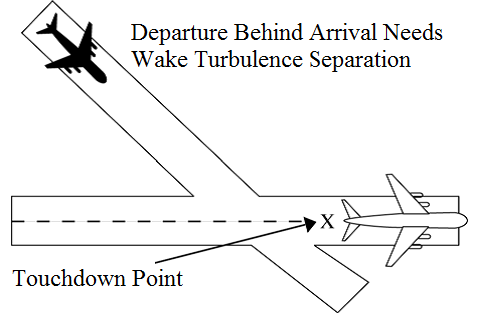 Departure Behind Arrival Needs
Wake Turbulence Separation
X
Touchdown Point